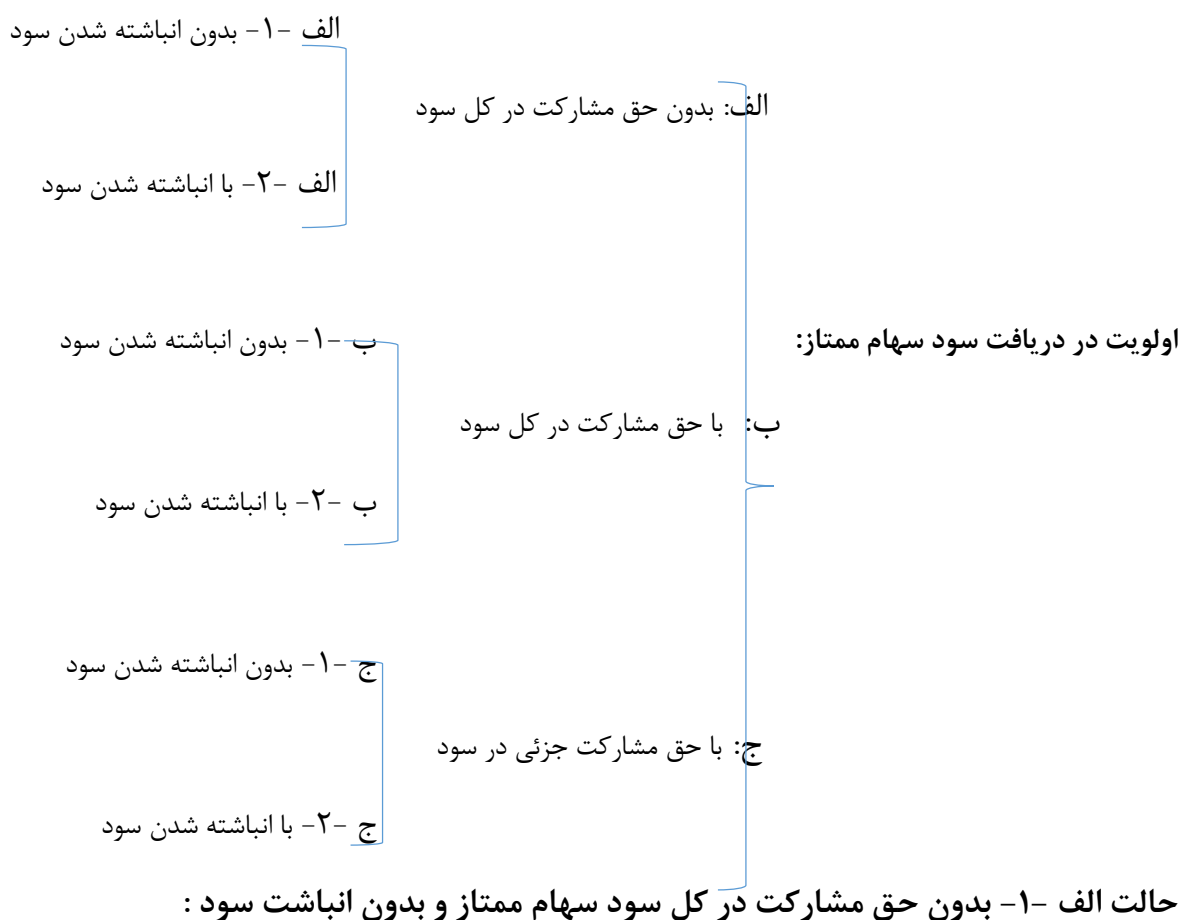 الف -۱- بدون انباشته شدن سود
الف: بدون حق مشارکت در کل سود
الف -۲- با انباشته شدن سود
اولویت در دریافت سود سهام ممتاز:
ب -۱- بدون انباشته شدن سود
ب: با حق مشارکت در کل سود
ب -۲- با انباشته شدن سود
ج -۱- بدون انباشته شدن سود
ج: با حق مشارکت جزئی در سود
ج -۲- با انباشته شدن سود
حالت الف -۱- بدون حق مشارکت در کل سود سهام ممتاز و بدون انباشت سود :